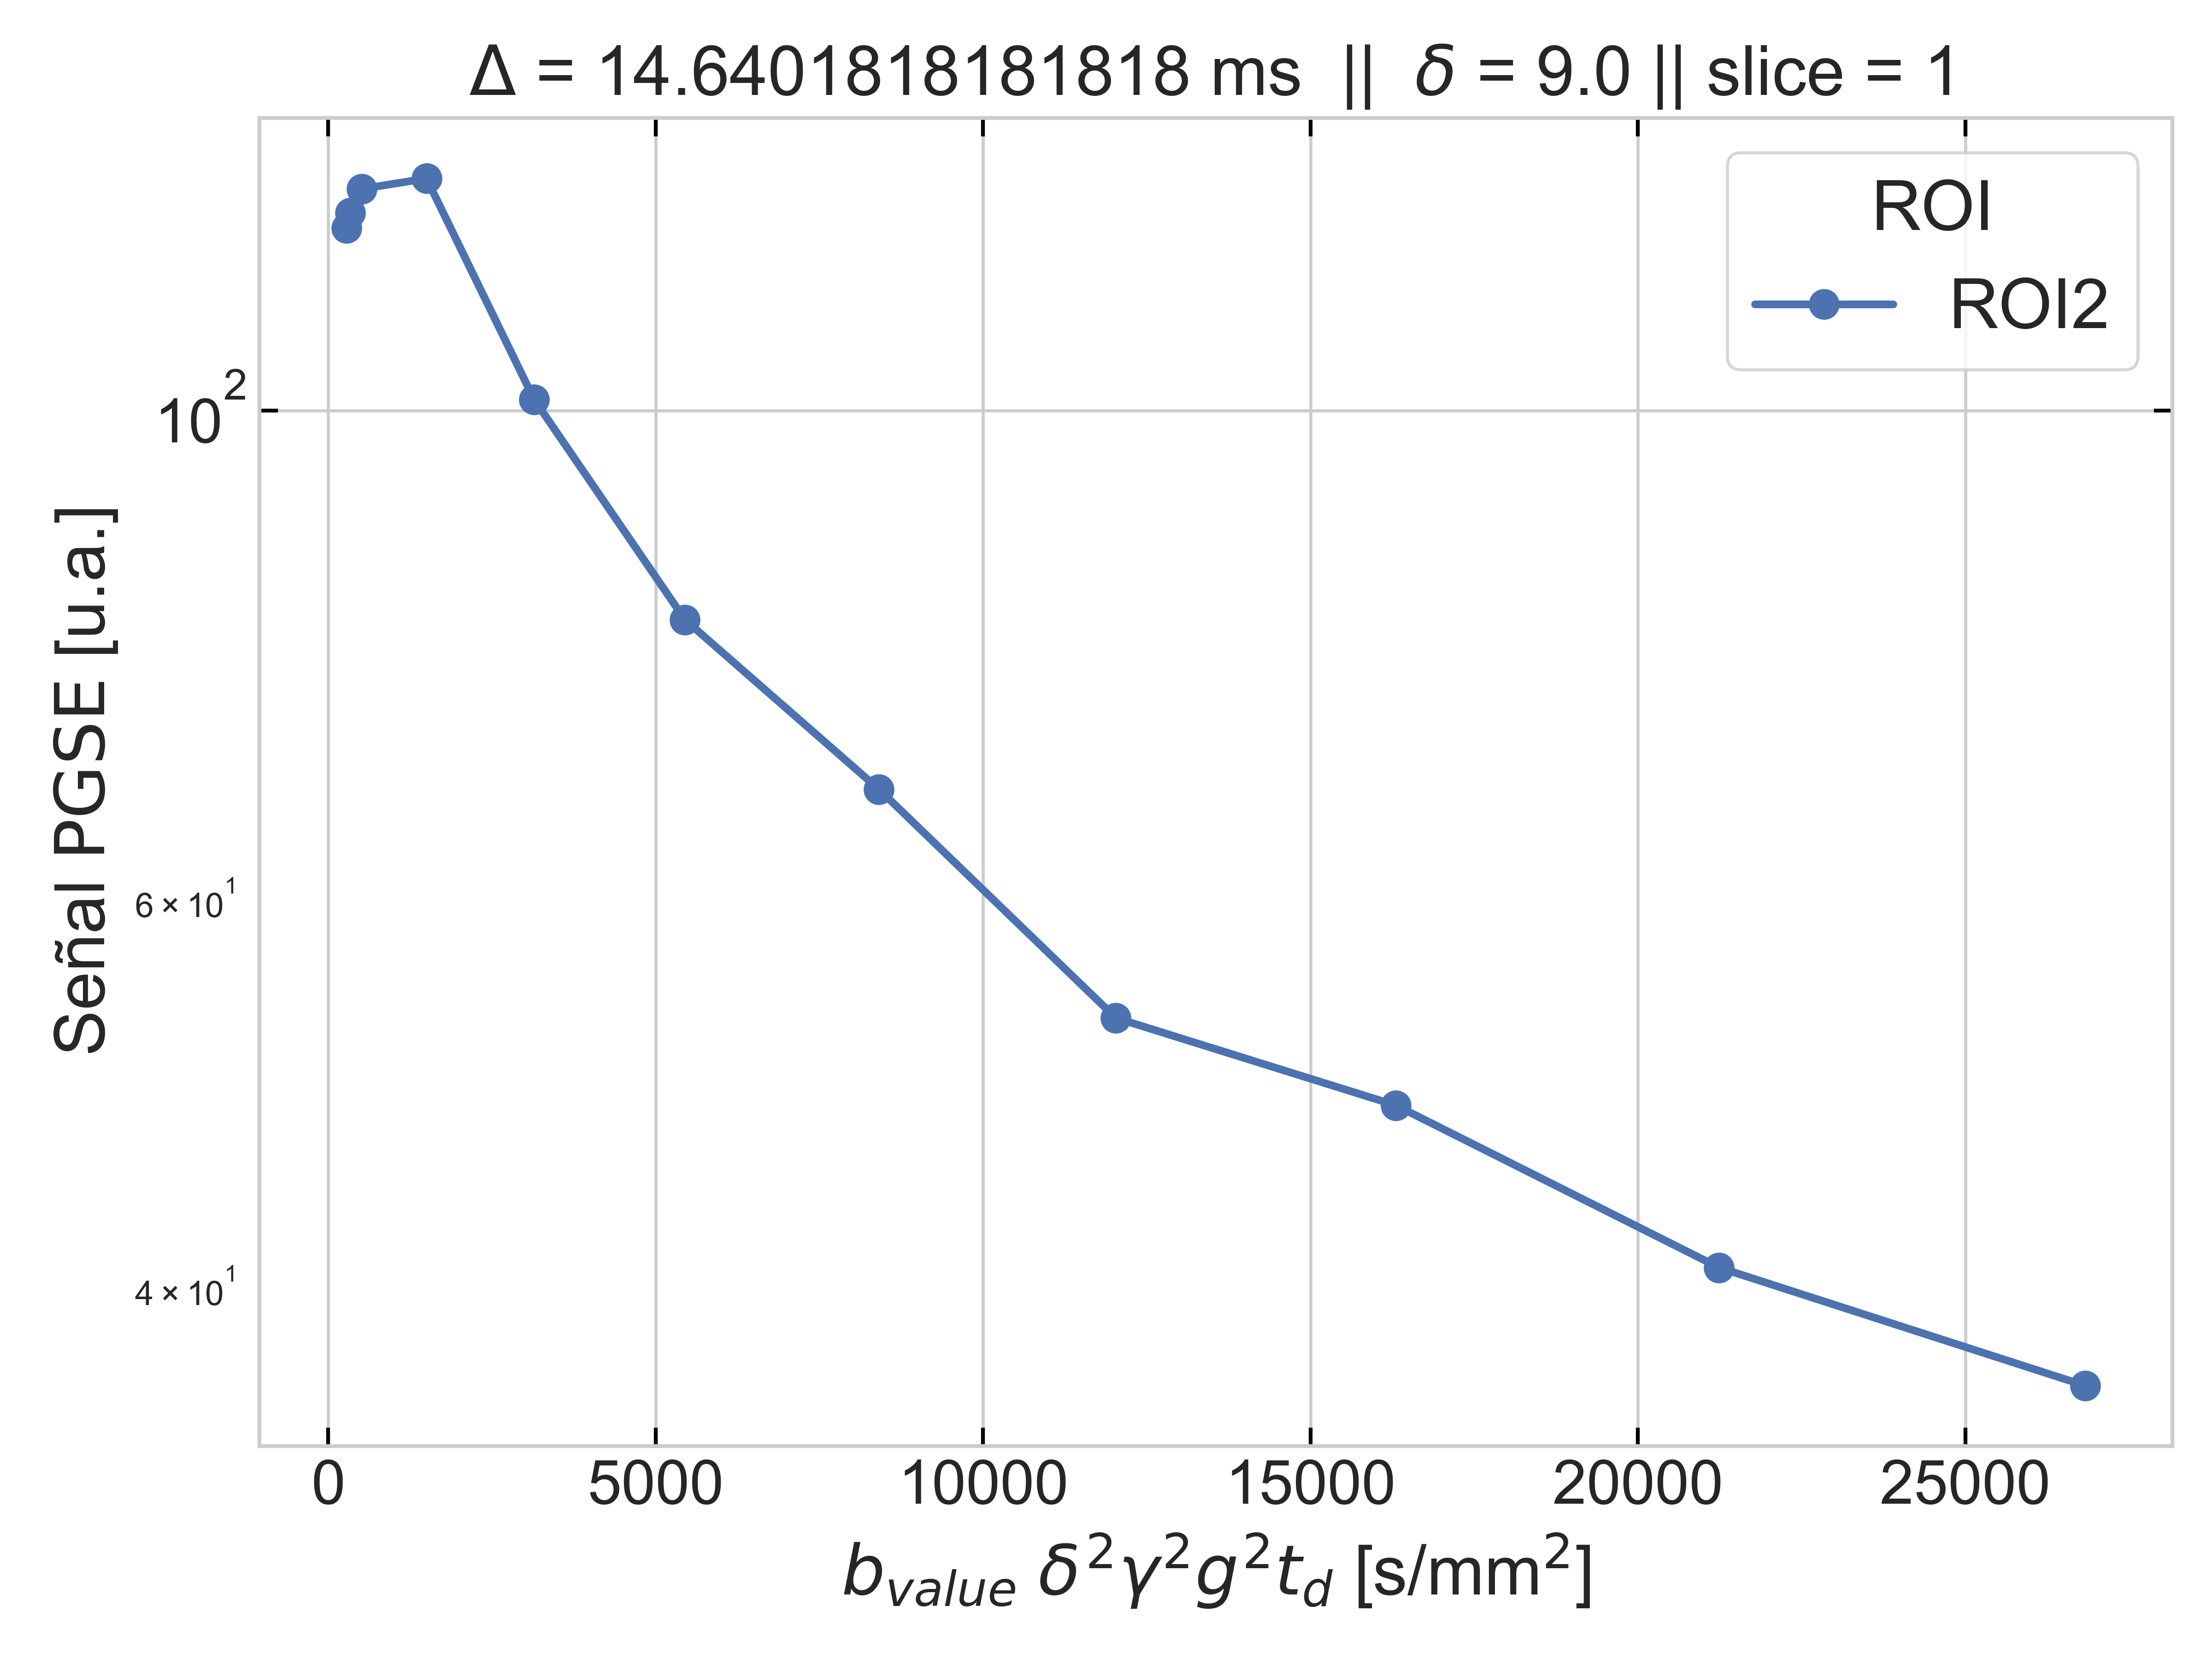 Δ = 14.640181818181818 ms || δ = 9.0 || slice = 1
ROI
ROI2
10²
6 × 10¹
4 × 10¹
Señal PGSE [u.a.]
0 5000 10000 15000 20000 25000
b_value δ²γ²g²t_d [s/mm²]